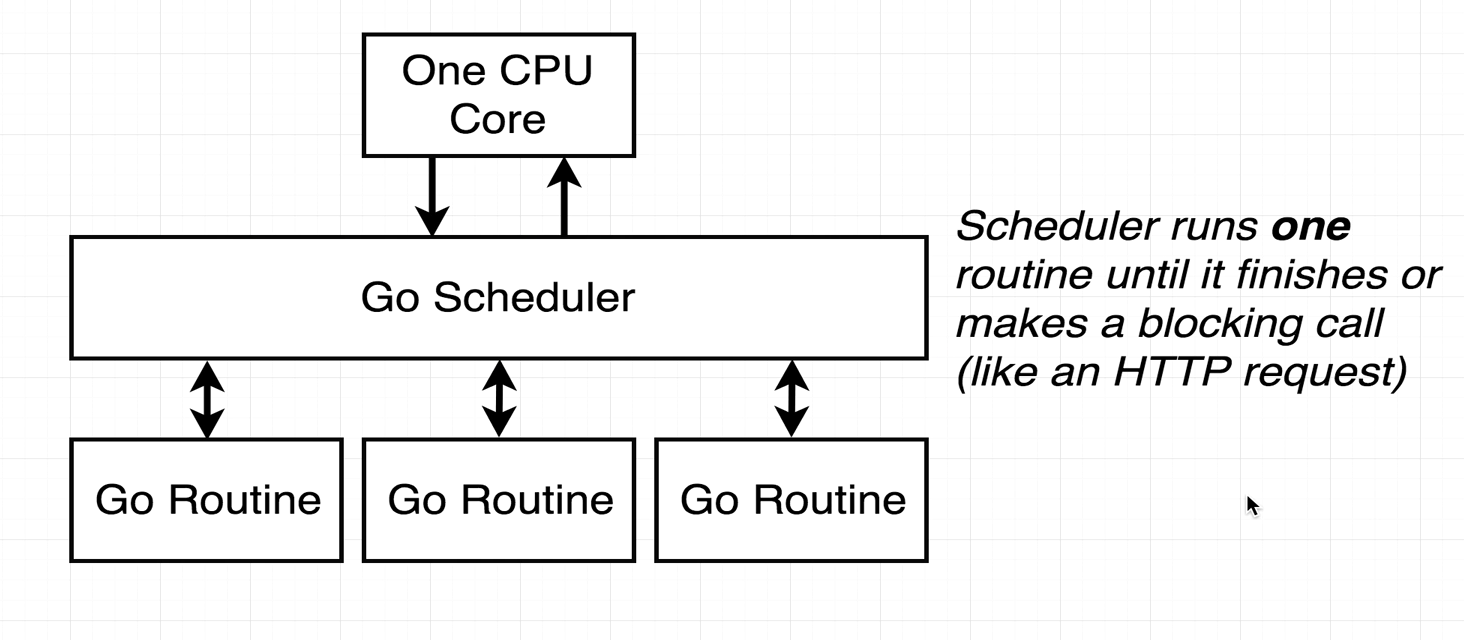 One CPU
Core
Go Scheduler
Scheduler runs one
routine until it finishes or
makes a blocking call
(like an HTTP request)
Go Routine
Go Routine
Go Routine